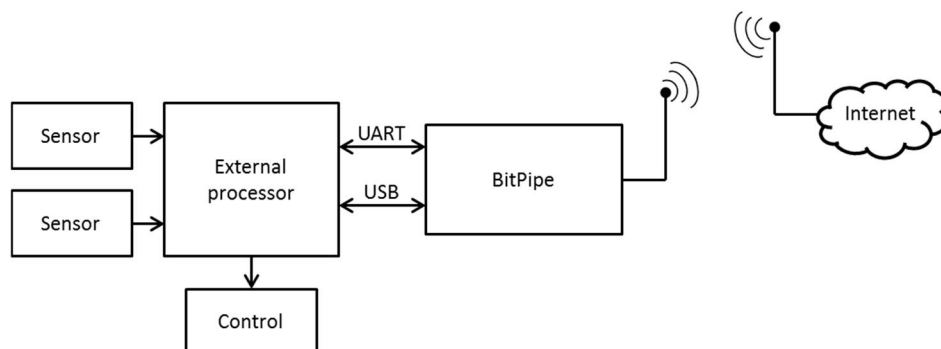 Sensor
Sensor
External
processor
Control
UART
USB
BitPipe
Internet